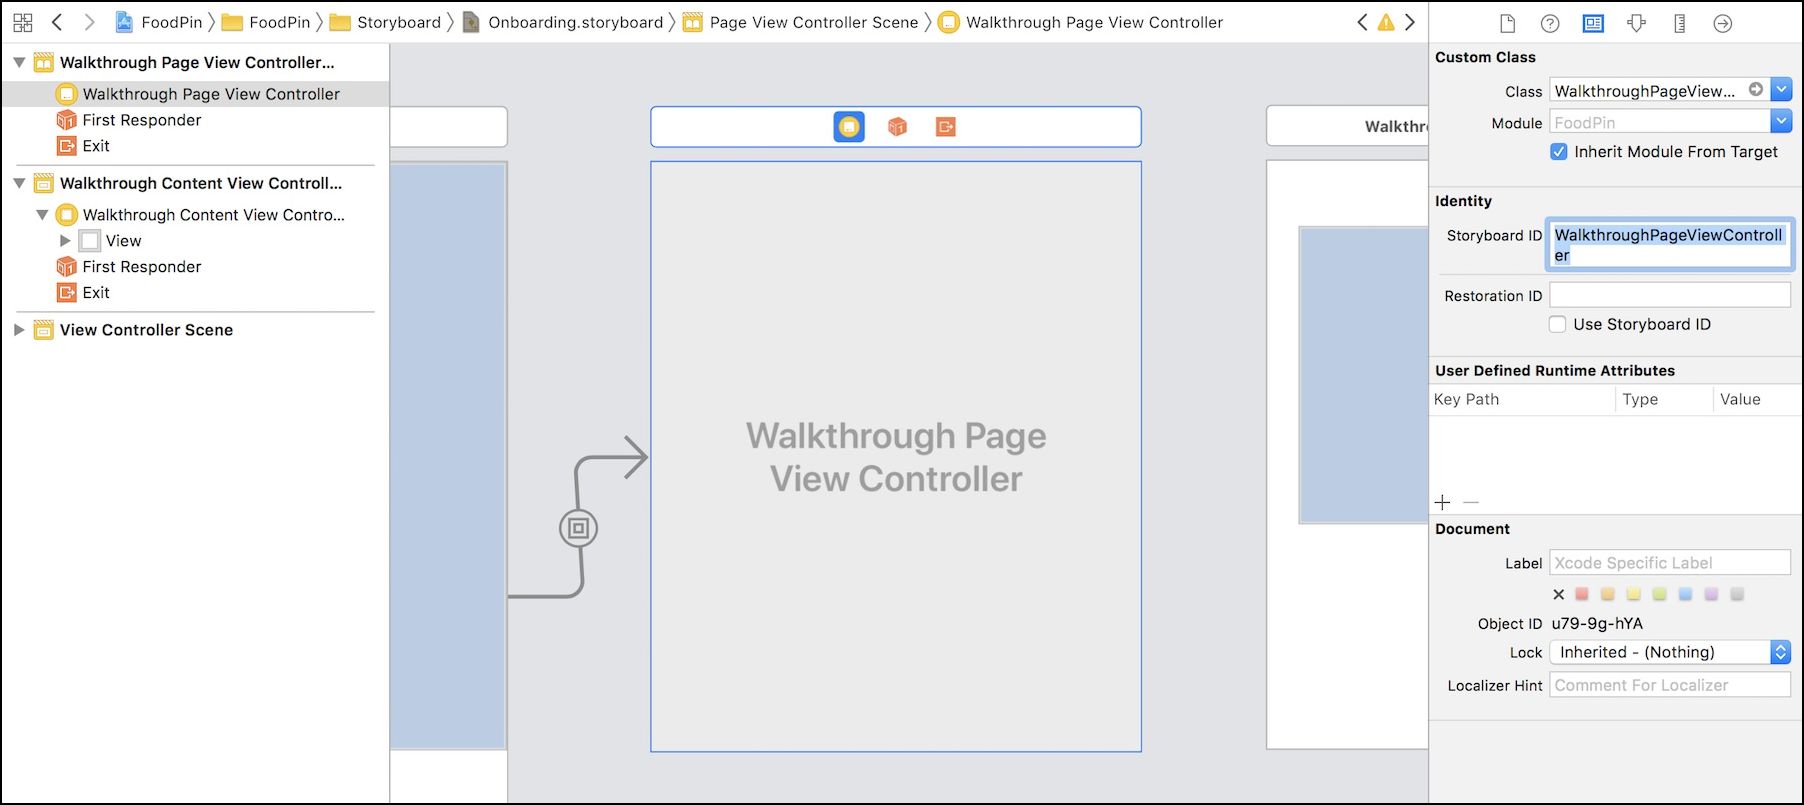 FoodPin
FoodPin
Storyboard
Onboarding.storyboard
Page View Controller Scene
Walkthrough Page View Controller
Walkthrough Page View Controller...
Walkthrough Page View Controller
First Responder
Exit
Walkthrough Content View Controll...
Walkthrough Content View Contro...
View
First Responder
Exit
View Controller Scene
Walkthrough Page
View Controller
Walkthr
Custom Class
Class WalkthroughPageView...
Module FoodPin
Inherit Module From Target
Identity
Storyboard ID WalkthroughPageViewControll
er
Restoration ID
Use Storyboard ID
User Defined Runtime Attributes
Key Path Type Value
Document
Label Xcode Specific Label
Object ID u79-9g-hYA
Lock Inherited - (Nothing)
Localizer Hint Comment For Localizer